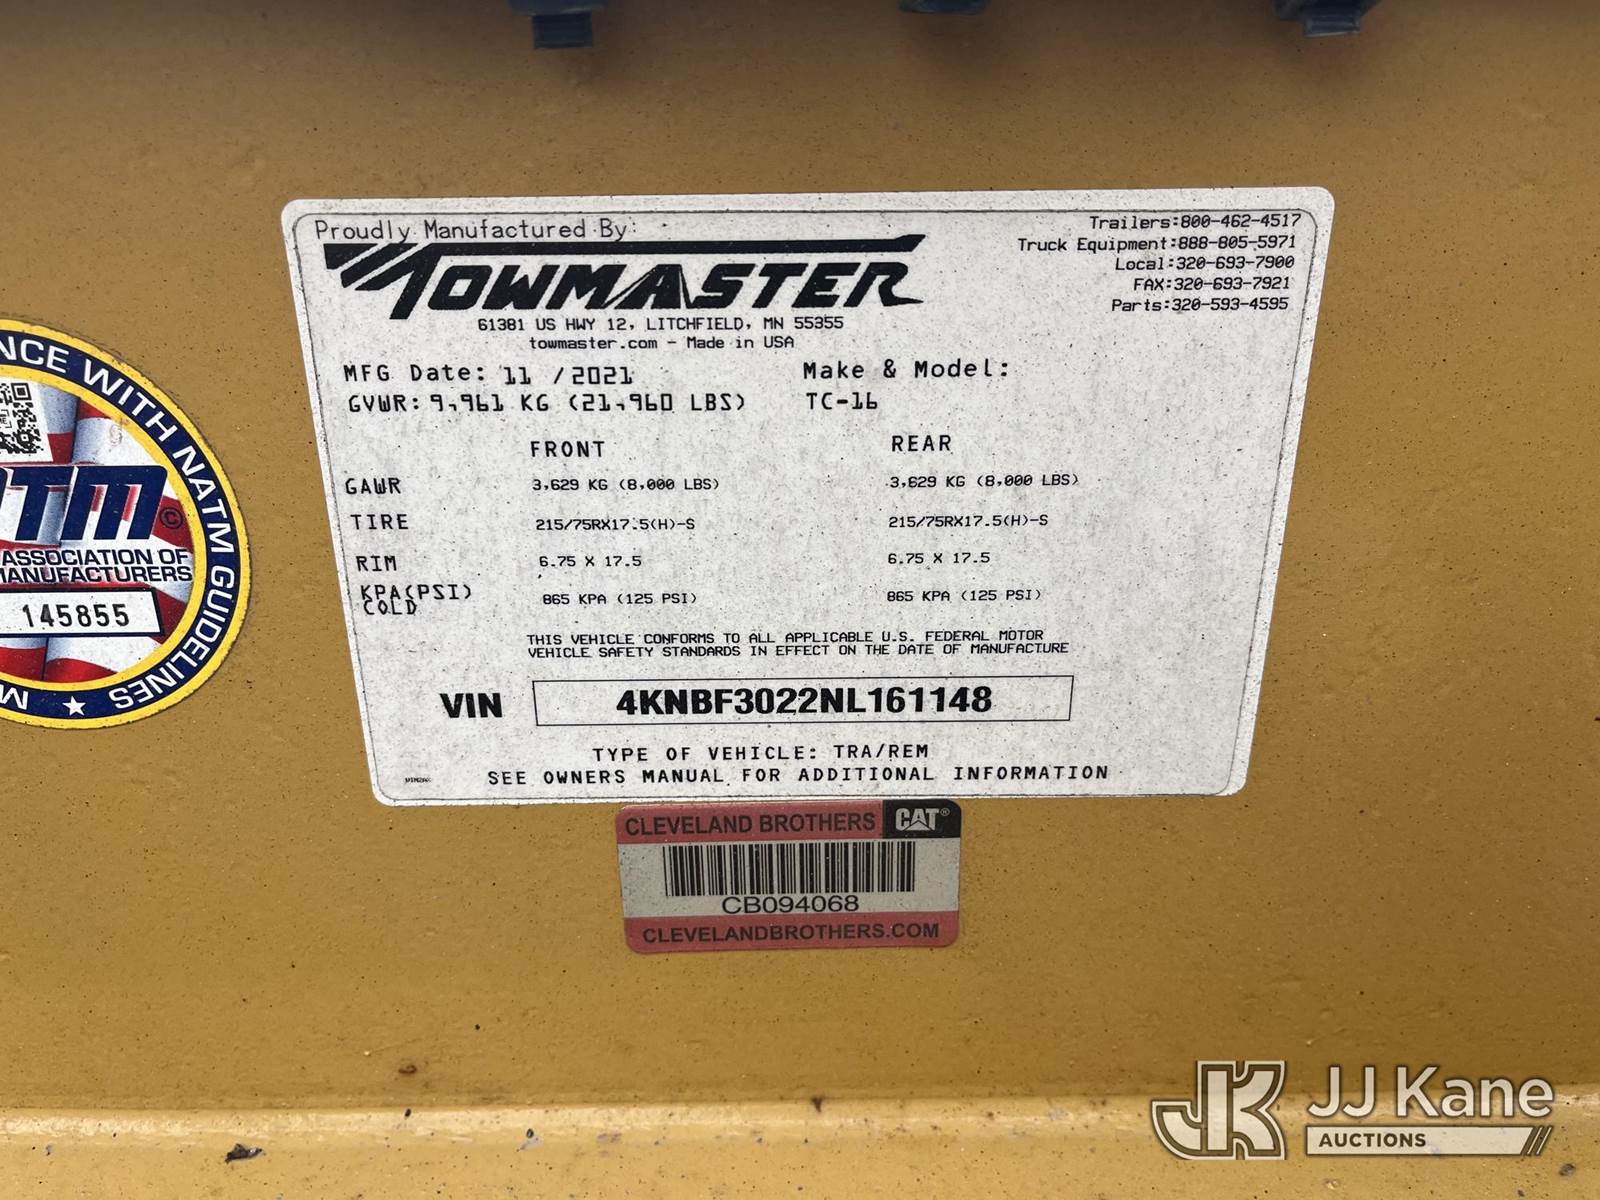 Proudly Manufactured By:
TOWMASTER
61381 US HWY 12, LITCHFIELD, MN 55355
towmaster.com - Made in USA
Trailers:800-462-4517
Truck Equipment:888-805-5971
Local:320-693-7900
FAX:320-693-7921
Parts:320-593-4595
MFG Date: 11 /2021
Make & Model:
GVWR: 9,961 KG (21,960 LBS)
TC-16
FRONT REAR
GAWR 3,629 KG (8,000 LBS) 3,629 KG (8,000 LBS)
TIRE 215/75RX17.5(H)-S 215/75RX17.5(H)-S
RIM 6.75 X 17.5 6.75 X 17.5
KPA(PSI) 865 KPA (125 PSI) 865 KPA (125 PSI)
COLD
THIS VEHICLE CONFORMS TO ALL APPLICABLE U.S. FEDERAL MOTOR
VEHICLE SAFETY STANDARDS IN EFFECT ON THE DATE OF MANUFACTURE
VIN 4KNBF3022NL161148
TYPE OF VEHICLE: TRA/REM
SEE OWNERS MANUAL FOR ADDITIONAL INFORMATION
NCE WITH NATM GUIDELINES ★ M
ATM©
ASSOCIATION OF
MANUFACTURERS
145855
CLEVELAND BROTHERS CAT®
CB094068
CLEVELANDBROTHERS.COM
JK JJ Kane
AUCTIONS